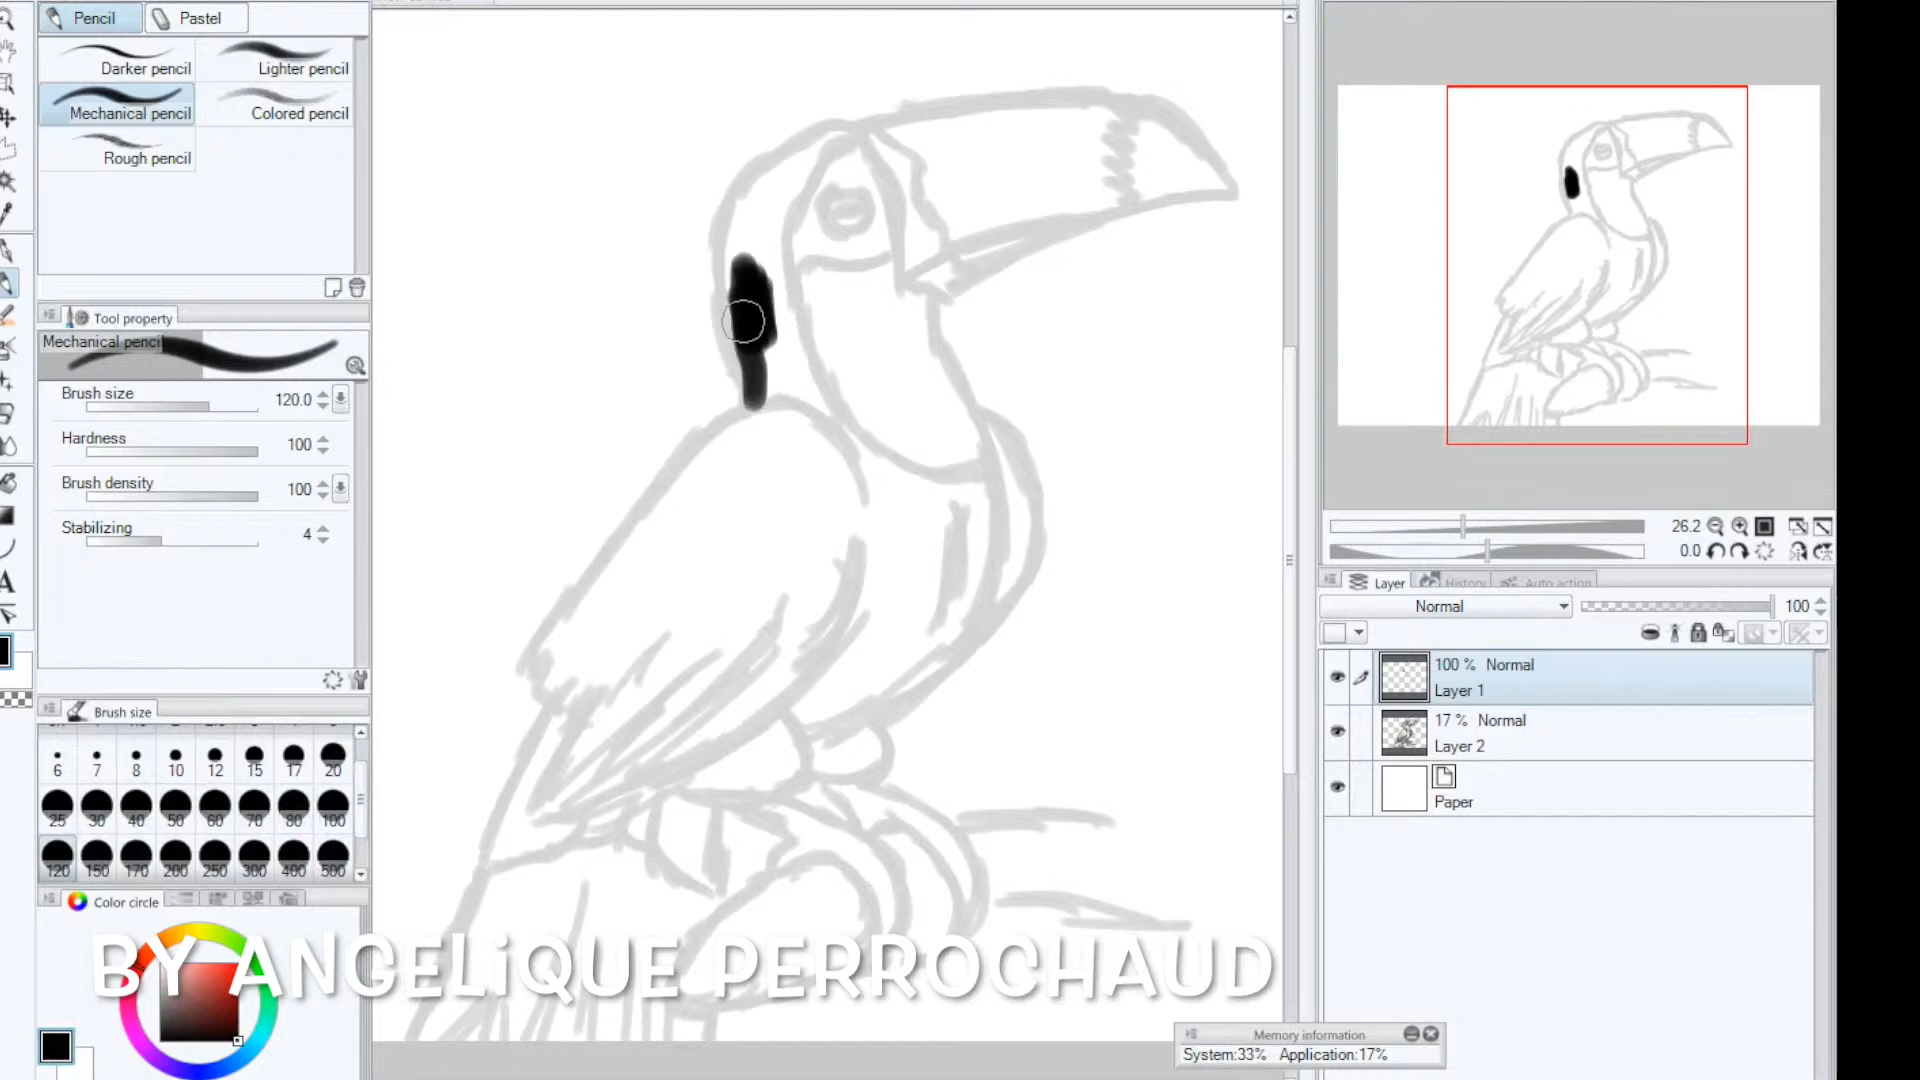 Pencil
Pastel
Darker pencil
Lighter pencil
Mechanical pencil
Colored pencil
Rough pencil
Tool property
Mechanical pencil
Brush size 120.0
Hardness 100
Brush density 100
Stabilizing 4
Brush size
6 7 8 10 12 15 17 20
25 30 40 50 60 70 80 100
120 150 170 200 250 300 400 500
Color circle
BY ANGELiQUE PERROCHAUD
26.2
0.0
Layer History Auto action
Normal 100
100 % Normal
Layer 1
17 % Normal
Layer 2
Paper
Memory information
System:33% Application:17%
A